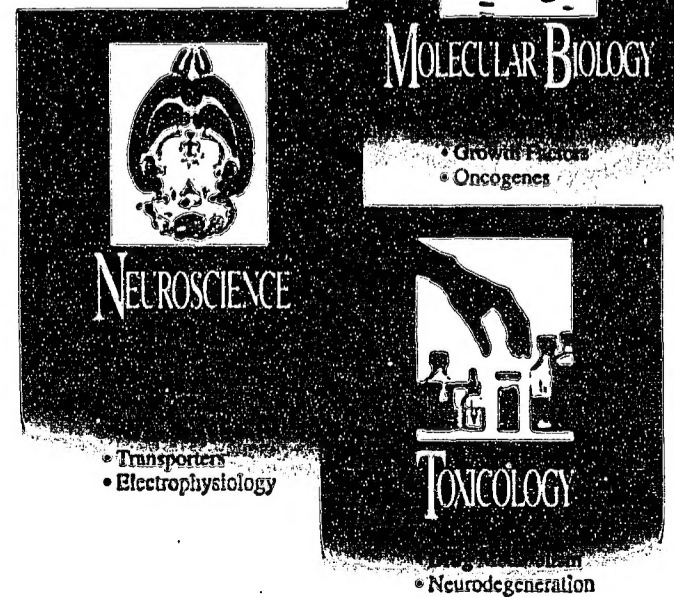 MOLECULAR BIOLOGY
• Growth Factors
• Oncogenes
NEUROSCIENCE
• Transporters
• Electrophysiology
TOXICOLOGY
• Neurodegeneration